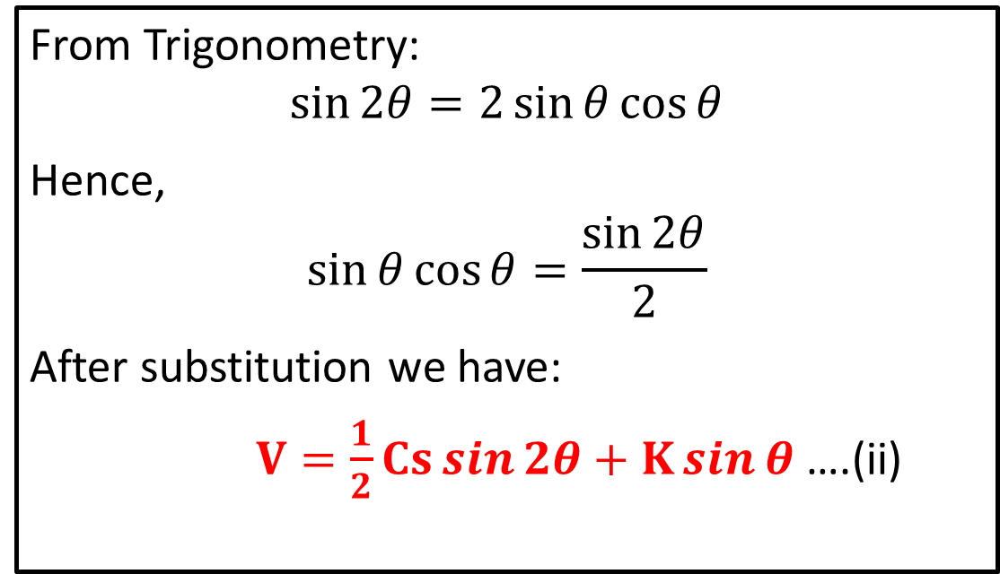 From Trigonometry:
sin 2θ = 2 sin θ cos θ
Hence,
sin θ cos θ = sin 2θ / 2
After substitution we have:
V = 1/2 Cs sin 2θ + K sin θ ....(ii)